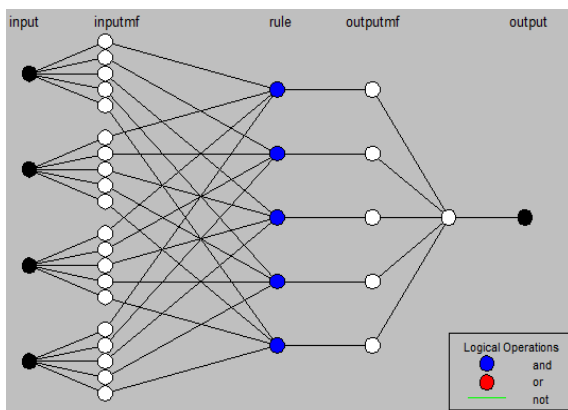 input inputmf rule outputmf output
Logical Operations
and
or
not